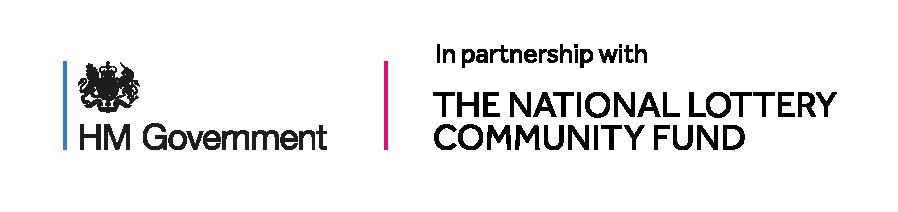 HM Government
In partnership with
THE NATIONAL LOTTERY
COMMUNITY FUND